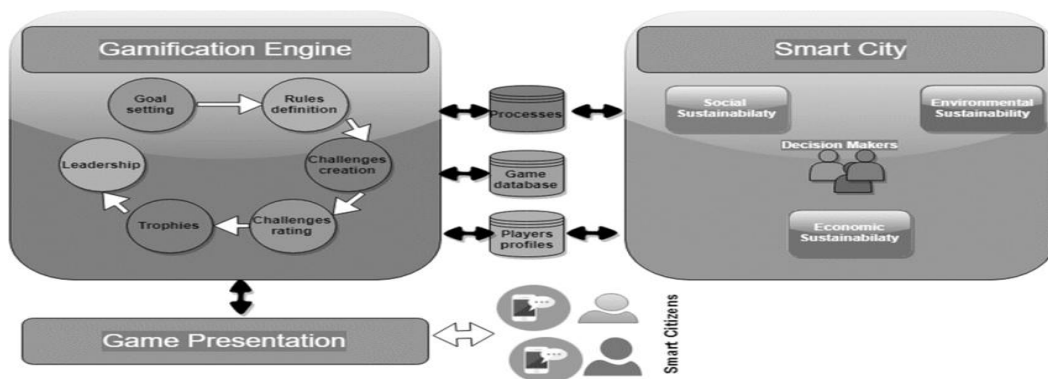 Gamification Engine
Goal
setting
Rules
definition
Challenges
creation
Challenges
rating
Trophies
Leadership
Processes
Game
database
Players
profiles
Smart City
Social
Sustainabilaty
Environmental
Sustainability
Decision Makers
Economic
Sustainabilaty
Game Presentation
Smart Citizens